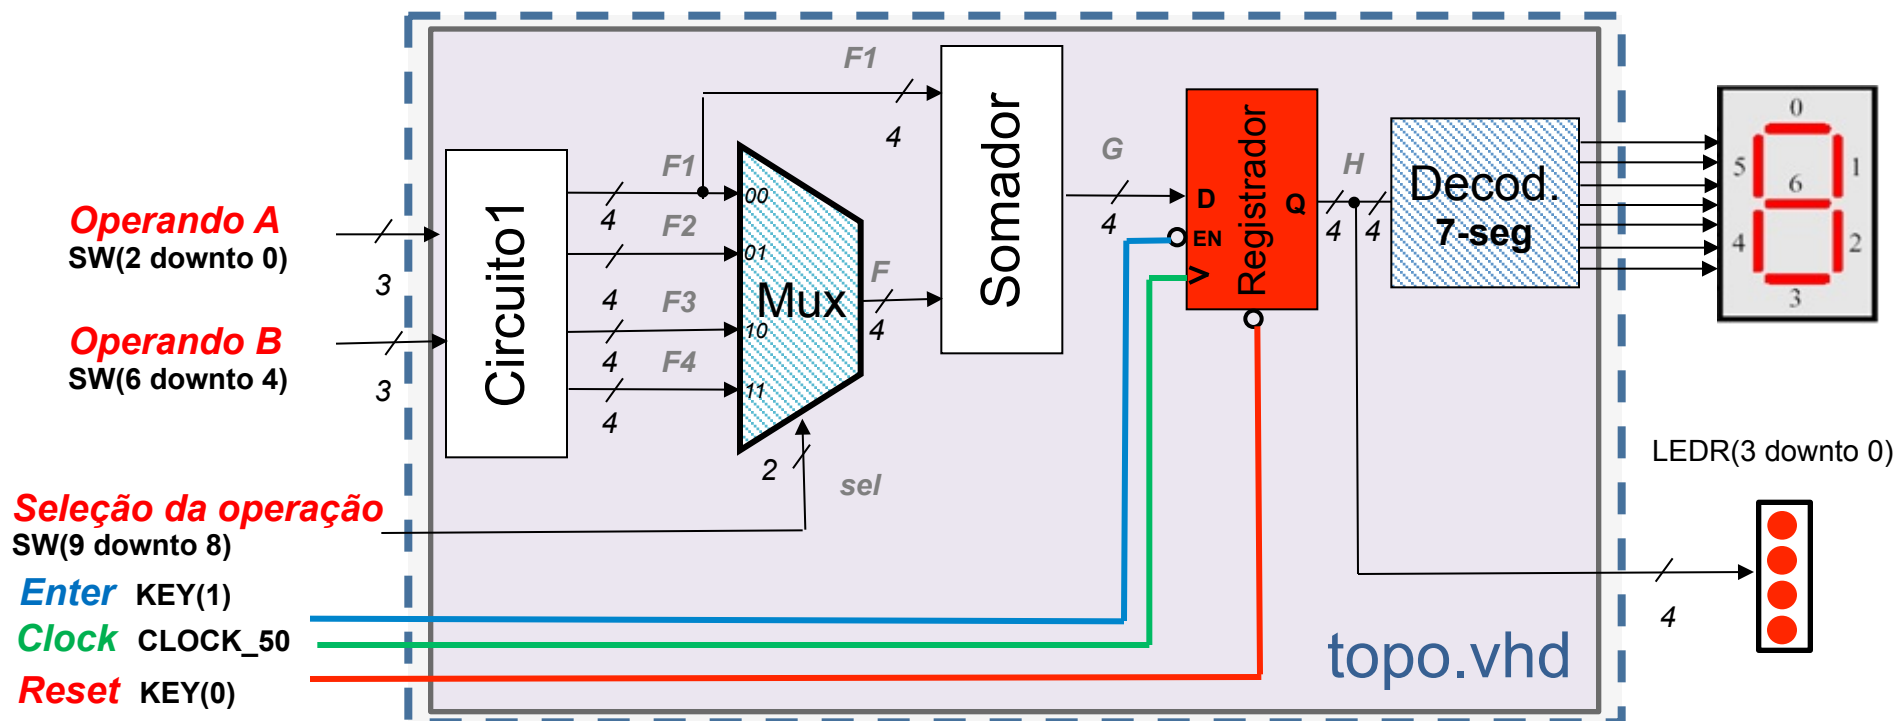 Operando A
SW(2 downto 0)
3
Operando B
SW(6 downto 4)
3
Seleção da operação
SW(9 downto 8)
Enter KEY(1)
Clock CLOCK_50
Reset KEY(0)
Circuito1
F1
4
F2
4
F3
4
F4
4
00
01
10
11
Mux
2
sel
F
4
F1
4
Somador
G
4
D
Q
EN
Registrador
H
4
4
Decod.
7-seg
0
5
1
6
4
2
3
LEDR(3 downto 0)
4
topo.vhd